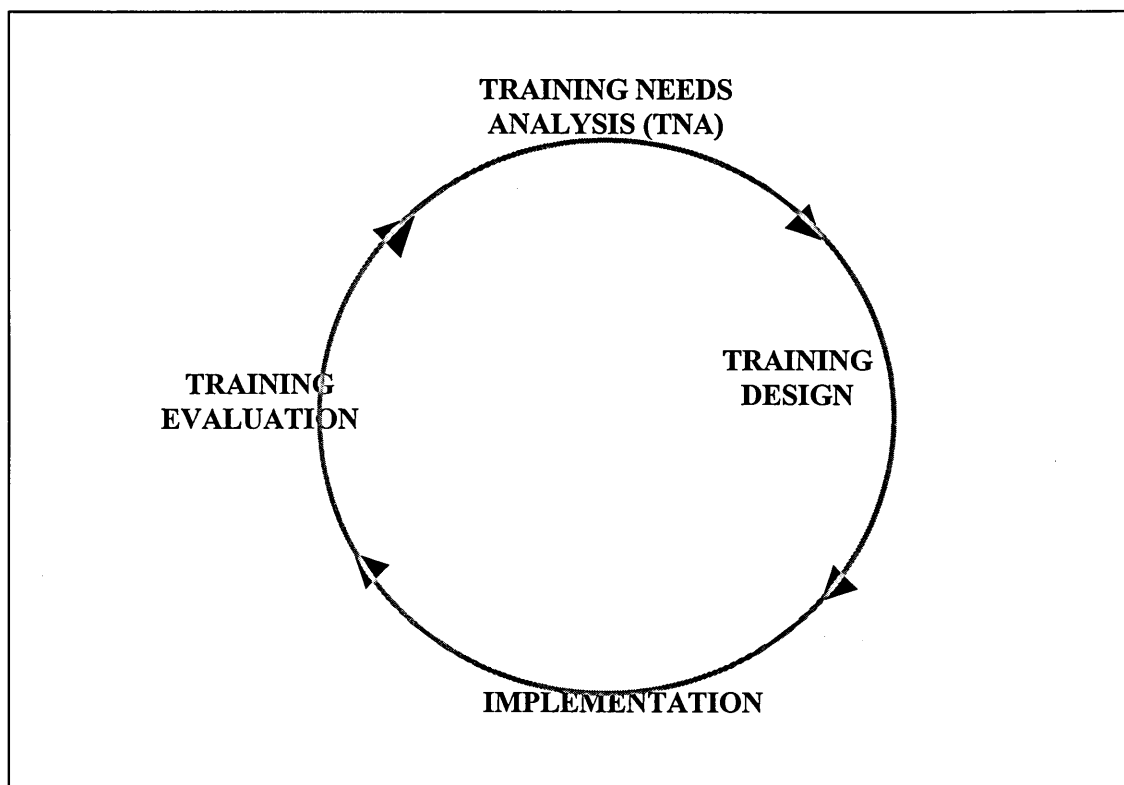 TRAINING NEEDS
ANALYSIS (TNA)
TRAINING
DESIGN
IMPLEMENTATION
TRAINING
EVALUATION